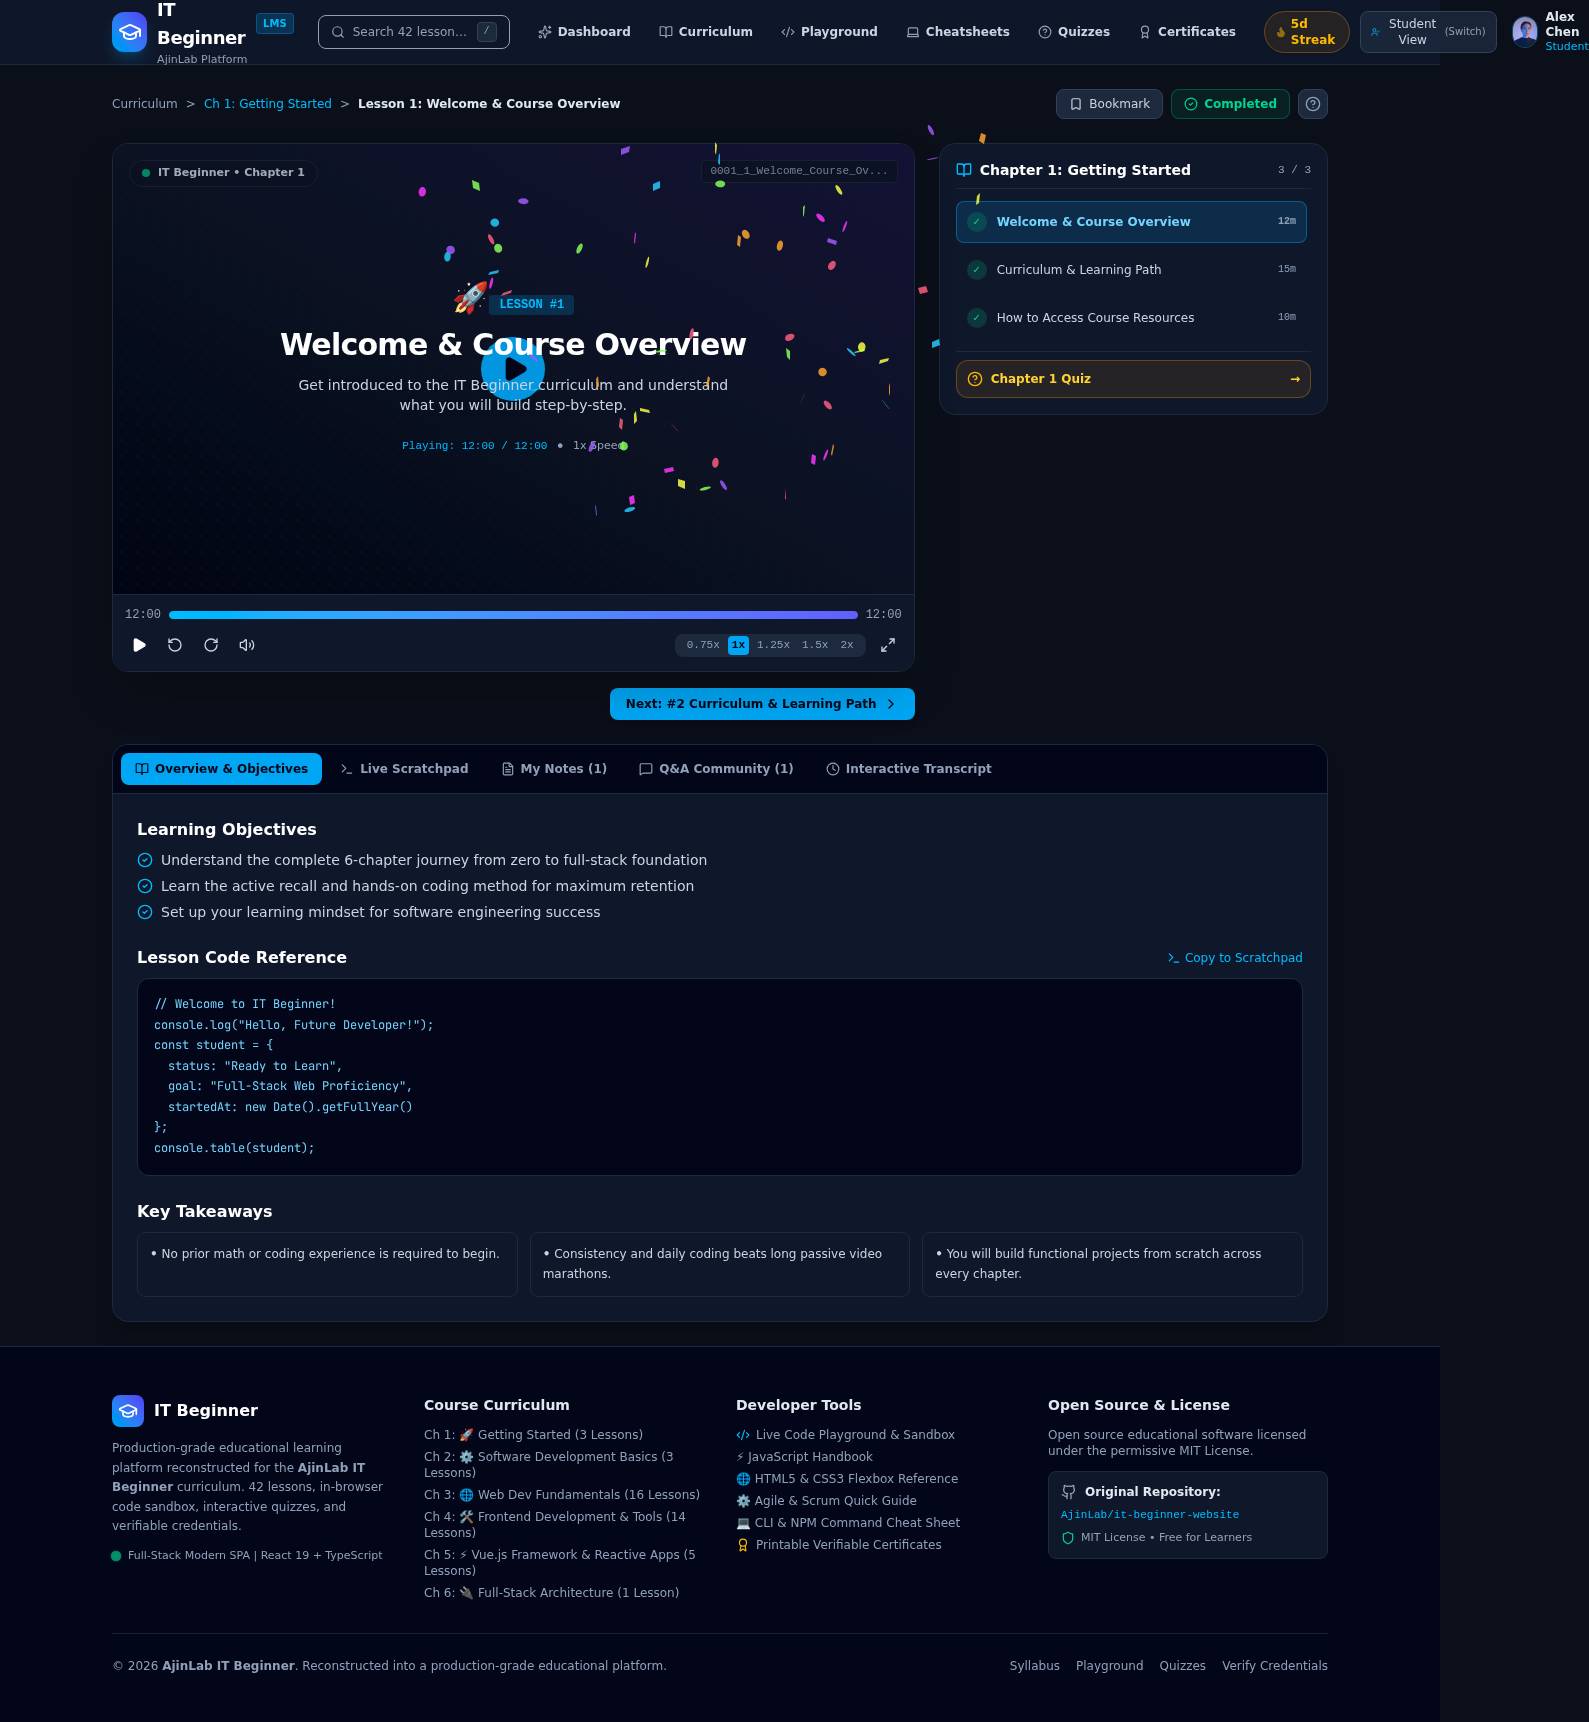 IT
Beginner
LMS
AjinLab Platform
Search 42 lesson... /
Dashboard
Curriculum
Playground
Cheatsheets
Quizzes
Certificates
5d
Streak
Student
View
(Switch)
Alex
Chen
Student
Curriculum > Ch 1: Getting Started > Lesson 1: Welcome & Course Overview
Bookmark
Completed
IT Beginner • Chapter 1
0001_1_Welcome_Course_Ov...
🚀 LESSON #1
Welcome & Course Overview
Get introduced to the IT Beginner curriculum and understand
what you will build step-by-step.
Playing: 12:00 / 12:00 • 1x Speed
12:00
12:00
0.75x 1x 1.25x 1.5x 2x
Chapter 1: Getting Started 3 / 3
✓ Welcome & Course Overview 12m
✓ Curriculum & Learning Path 15m
✓ How to Access Course Resources 10m
Chapter 1 Quiz →
Next: #2 Curriculum & Learning Path
Overview & Objectives
Live Scratchpad
My Notes (1)
Q&A Community (1)
Interactive Transcript
Learning Objectives
Understand the complete 6-chapter journey from zero to full-stack foundation
Learn the active recall and hands-on coding method for maximum retention
Set up your learning mindset for software engineering success
Lesson Code Reference
Copy to Scratchpad
// Welcome to IT Beginner!
console.log("Hello, Future Developer!");
const student = {
  status: "Ready to Learn",
  goal: "Full-Stack Web Proficiency",
  startedAt: new Date().getFullYear()
};
console.table(student);
Key Takeaways
• No prior math or coding experience is required to begin.
• Consistency and daily coding beats long passive video
marathons.
• You will build functional projects from scratch across
every chapter.
IT Beginner
Production-grade educational learning
platform reconstructed for the AjinLab IT
Beginner curriculum. 42 lessons, in-browser
code sandbox, interactive quizzes, and
verifiable credentials.
Full-Stack Modern SPA | React 19 + TypeScript
Course Curriculum
Ch 1: 🚀 Getting Started (3 Lessons)
Ch 2: ⚙️ Software Development Basics (3
Lessons)
Ch 3: 🌐 Web Dev Fundamentals (16 Lessons)
Ch 4: 🛠️ Frontend Development & Tools (14
Lessons)
Ch 5: ⚡ Vue.js Framework & Reactive Apps (5
Lessons)
Ch 6: 🔌 Full-Stack Architecture (1 Lesson)
Developer Tools
Live Code Playground & Sandbox
⚡ JavaScript Handbook
🌐 HTML5 & CSS3 Flexbox Reference
⚙️ Agile & Scrum Quick Guide
💻 CLI & NPM Command Cheat Sheet
Printable Verifiable Certificates
Open Source & License
Open source educational software licensed
under the permissive MIT License.
Original Repository:
AjinLab/it-beginner-website
MIT License • Free for Learners
© 2026 AjinLab IT Beginner. Reconstructed into a production-grade educational platform.
Syllabus
Playground
Quizzes
Verify Credentials